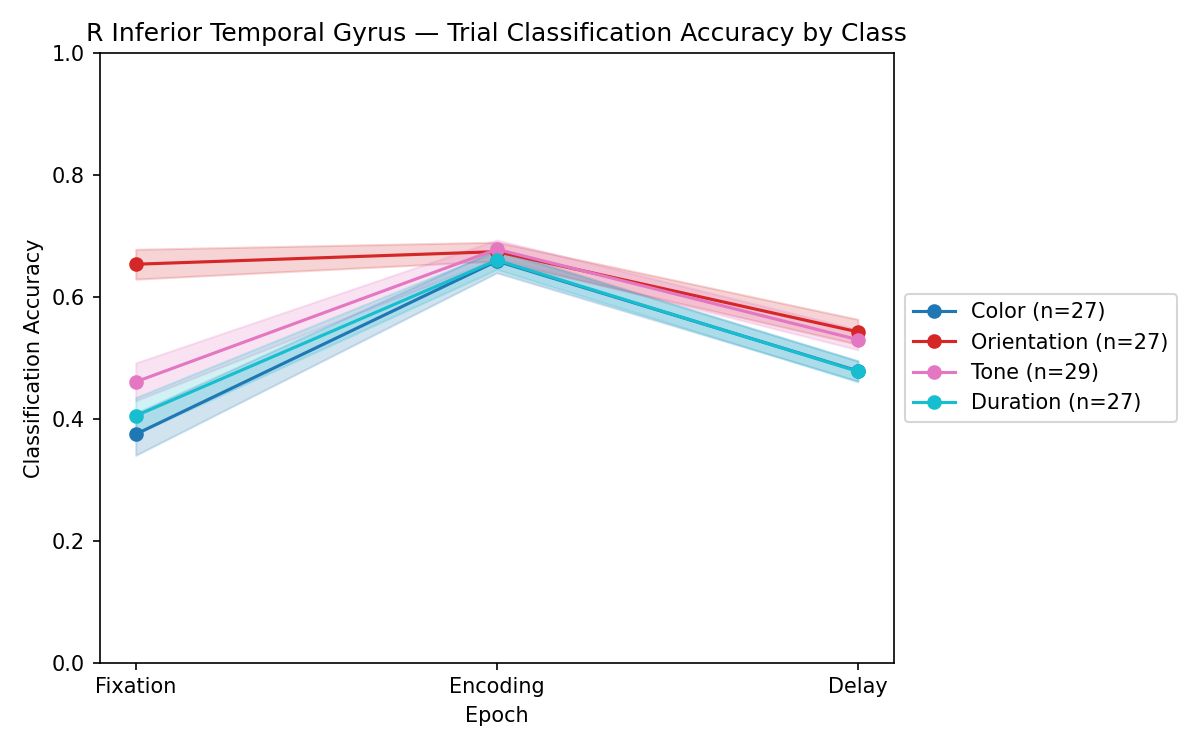 R Inferior Temporal Gyrus — Trial Classification Accuracy by Class
Classification Accuracy
1.0
0.8
0.6
0.4
0.2
0.0
Fixation
Encoding
Delay
Epoch
Color (n=27)
Orientation (n=27)
Tone (n=29)
Duration (n=27)